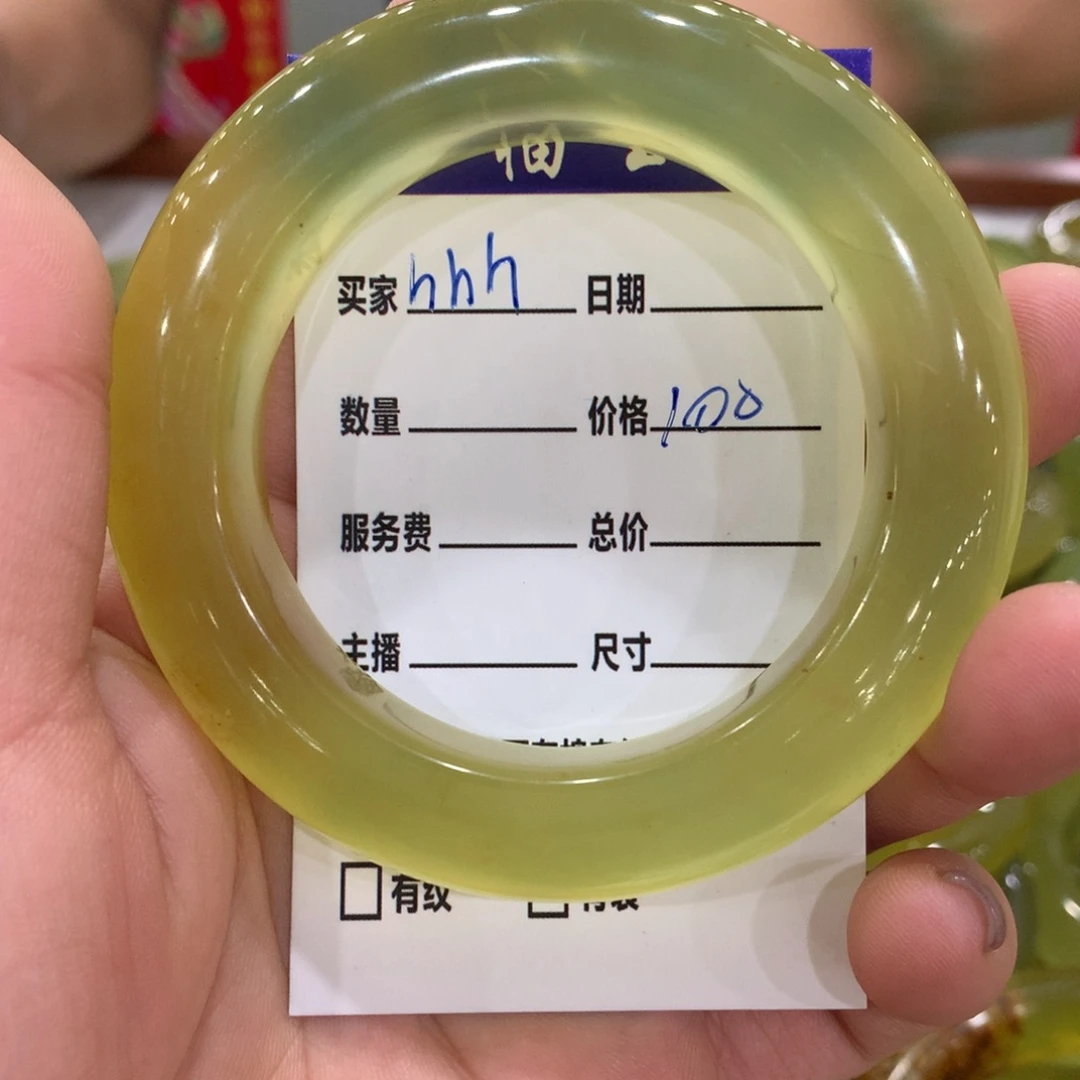 买家 hhh 日期
数量 价格 100
服务费 总价
主播 尺寸
有纹